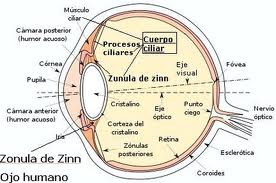 Músculo
ciliar
Cámara posterior
(humor acuoso)
Procesos
ciliares
Cuerpo
ciliar
Zunula de zinn
Córnea
Pupila
Cámara anterior
(humor acuoso)
Iris
Cristalino
Corteza del
cristalino
Zónulas
posteriores
Eje
visual
Eje
óptico
Punto
ciego
Fóvea
Nervio
óptico
Retina
Esclerótica
Coroides
Zonula de Zinn
Ojo humano